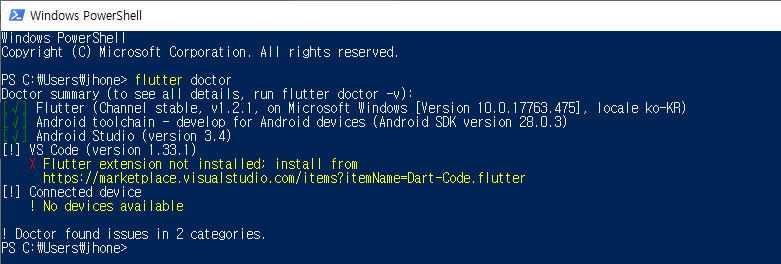 Windows PowerShell
Windows PowerShell
Copyright (C) Microsoft Corporation. All rights reserved.
PS C:₩Users₩jhone> flutter doctor
Doctor summary (to see all details, run flutter doctor -v):
[√] Flutter (Channel stable, v1.2.1, on Microsoft Windows [Version 10.0.17763.475], locale ko-KR)
[√] Android toolchain - develop for Android devices (Android SDK version 28.0.3)
[√] Android Studio (version 3.4)
[!] VS Code (version 1.33.1)
X Flutter extension not installed; install from
https://marketplace.visualstudio.com/items?itemName=Dart-Code.flutter
[!] Connected device
! No devices available
! Doctor found issues in 2 categories.
PS C:₩Users₩jhone>